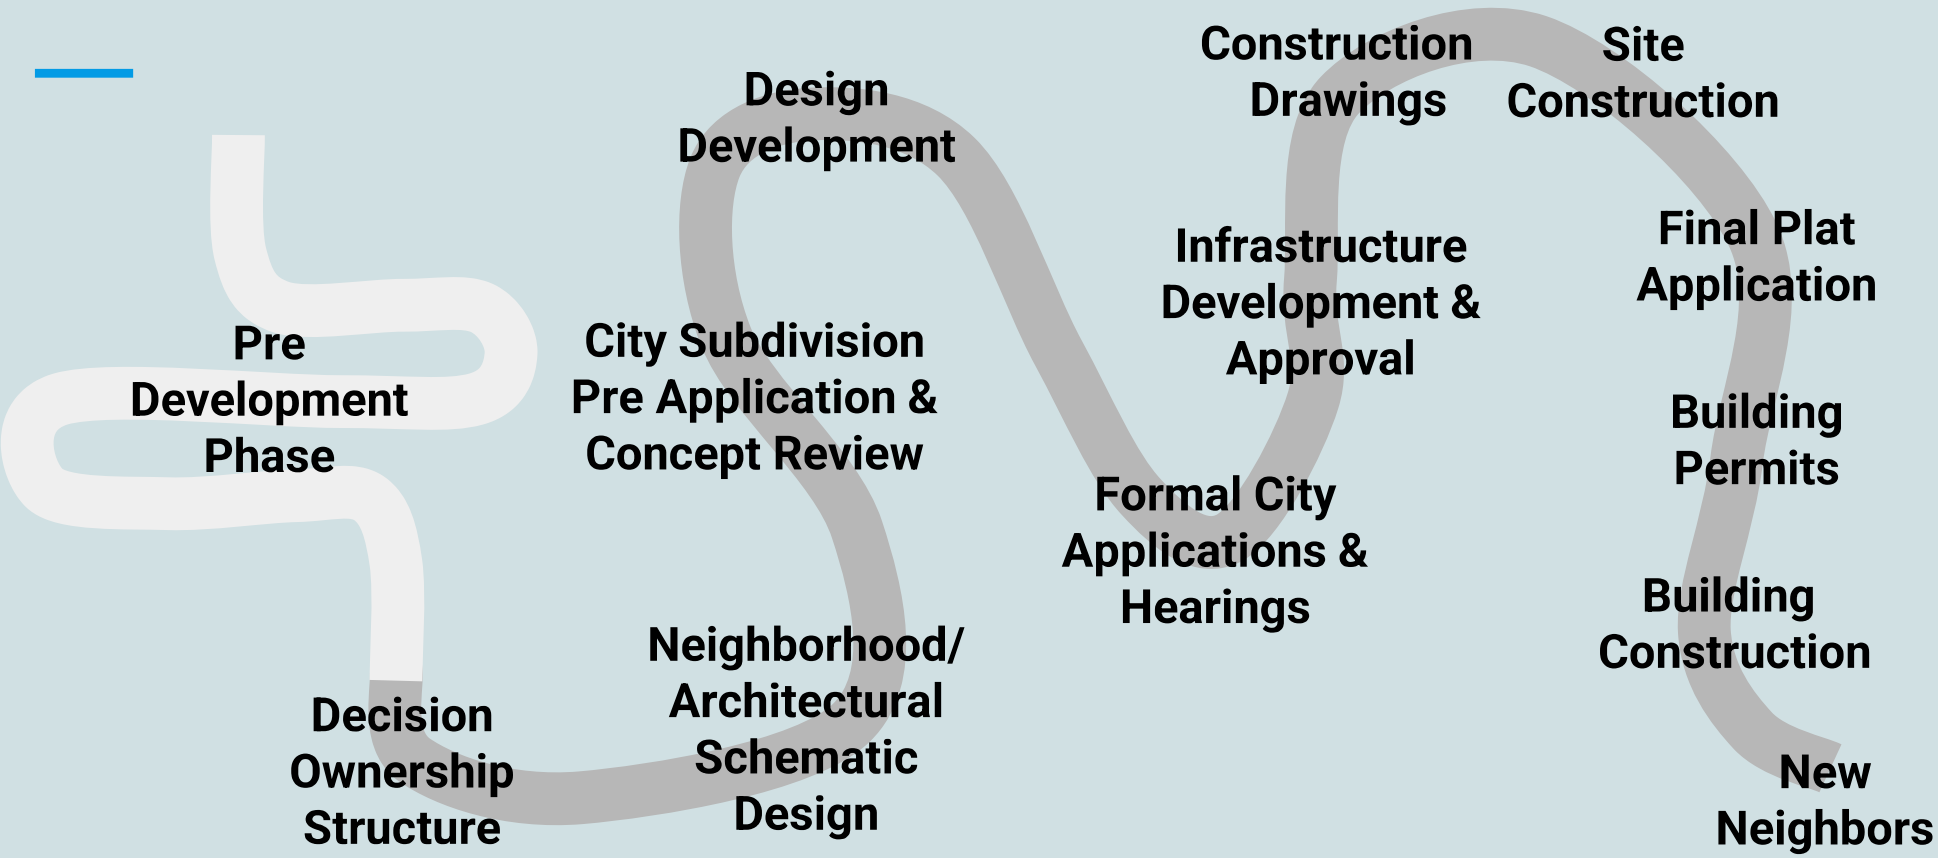 Pre
Development
Phase
Decision
Ownership
Structure
Neighborhood/
Architectural
Schematic
Design
City Subdivision
Pre Application &
Concept Review
Design
Development
Formal City
Applications &
Hearings
Infrastructure
Development &
Approval
Construction
Drawings
Site
Construction
Final Plat
Application
Building
Permits
Building
Construction
New
Neighbors